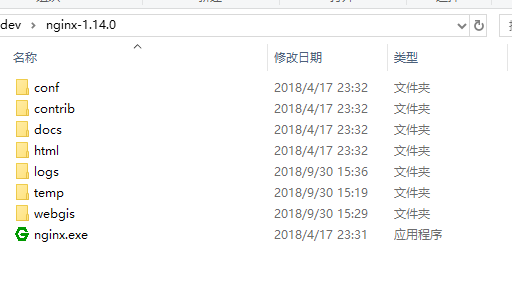 dev › nginx-1.14.0
名称 修改日期 类型
conf 2018/4/17 23:32 文件夹
contrib 2018/4/17 23:32 文件夹
docs 2018/4/17 23:32 文件夹
html 2018/4/17 23:32 文件夹
logs 2018/9/30 15:36 文件夹
temp 2018/9/30 15:19 文件夹
webgis 2018/9/30 15:29 文件夹
nginx.exe 2018/4/17 23:31 应用程序